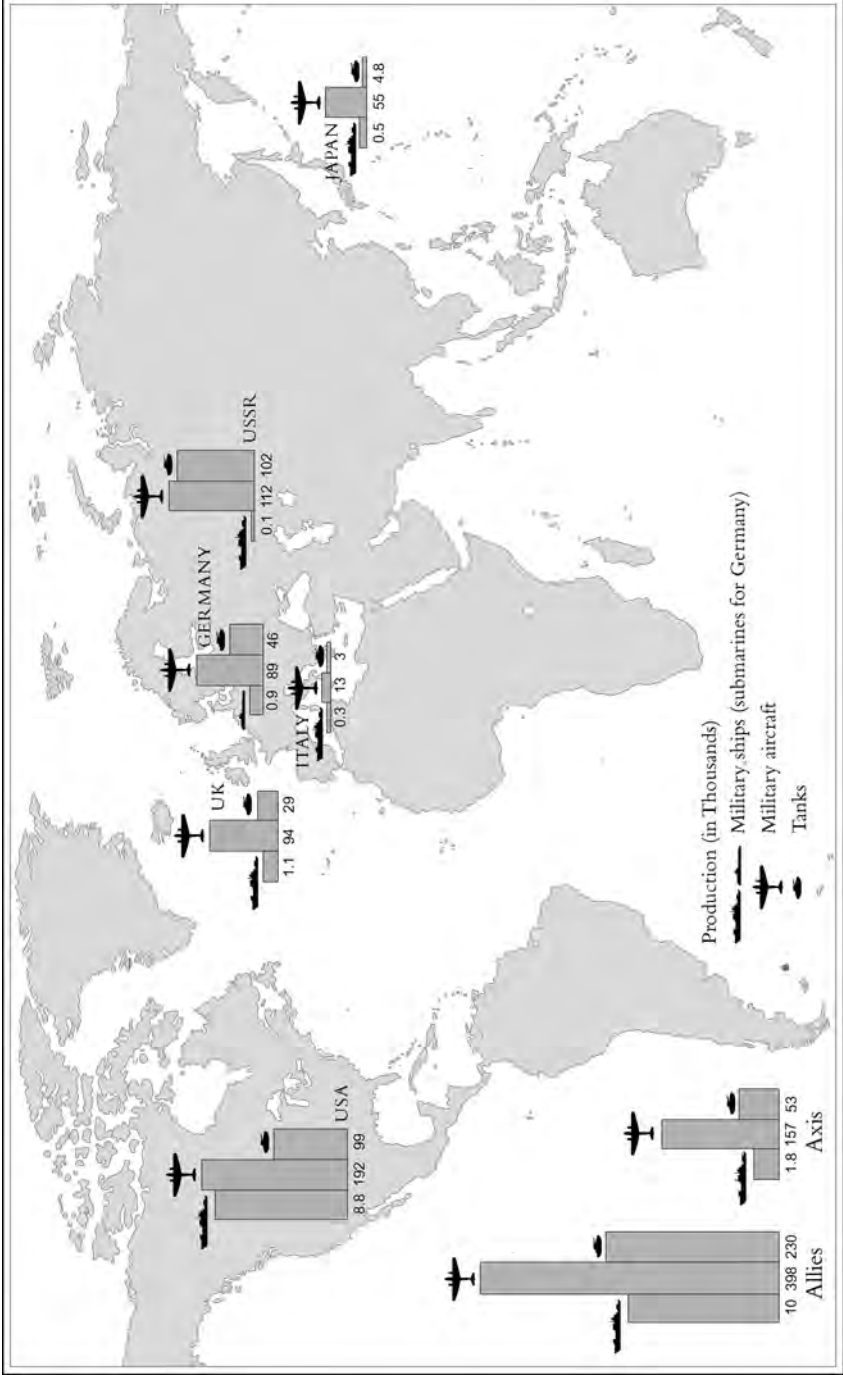 USA
8.8 192 99
UK
1.1 94 29
GERMANY
0.9 89 46
ITALY
0.3 13 3
USSR
0.1 112 102
JAPAN
0.5 55 4.8
10 398 230
Allies
1.8 157 53
Axis
Production (in Thousands)
Military ships (submarines for Germany)
Military aircraft
Tanks